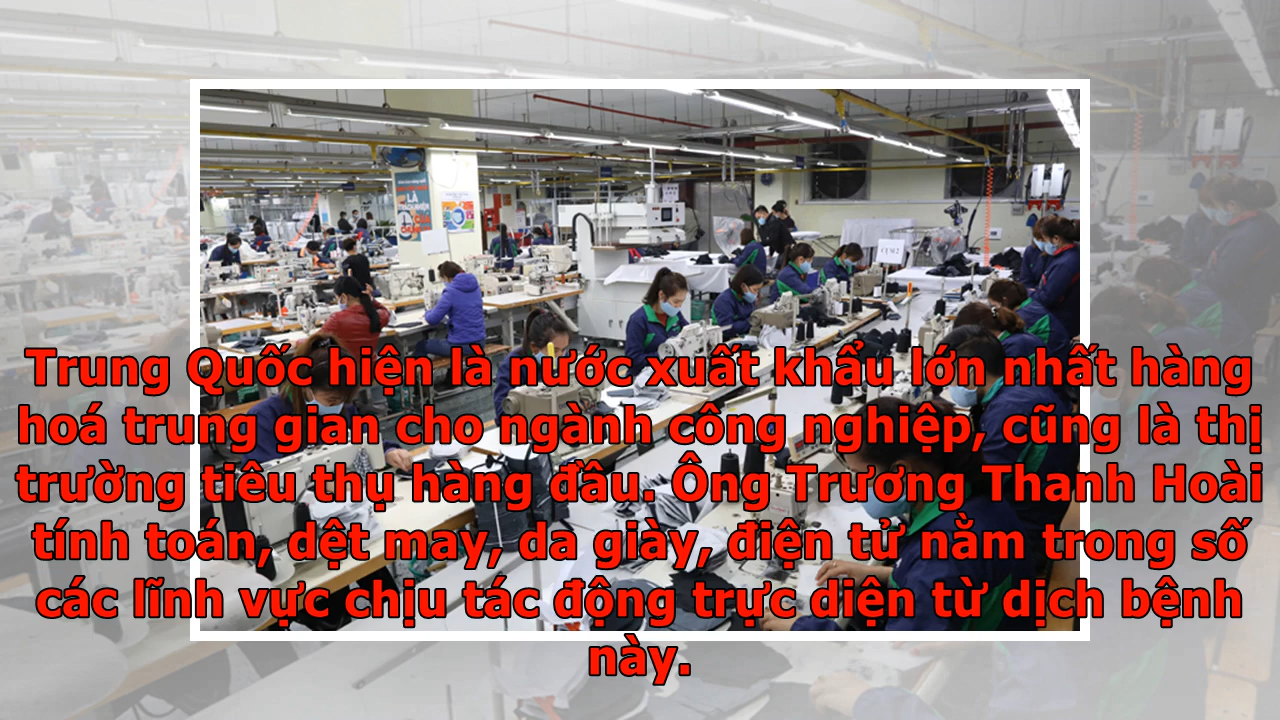 Trung Quốc hiện là nước xuất khẩu lớn nhất hàng
hoá trung gian cho ngành công nghiệp, cũng là thị
trường tiêu thụ hàng đầu. Ông Trương Thanh Hoài
tính toán, dệt may, da giày, điện tử nằm trong số
các lĩnh vực chịu tác động trực diện từ dịch bệnh
này.